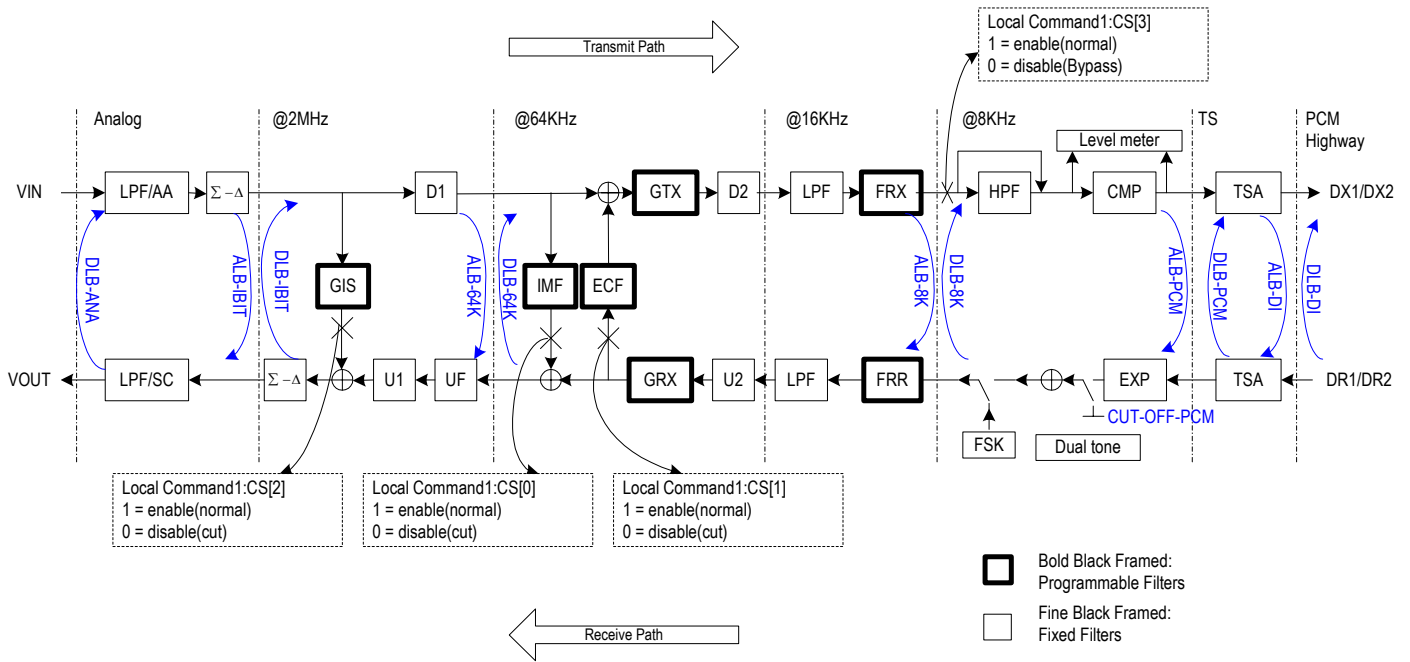 Local Command1:CS[3]
1 = enable(normal)
0 = disable(Bypass)
Transmit Path
Analog
@2MHz
@64KHz
@16KHz
@8KHz
TS
PCM
Highway
Level meter
VIN
LPF/AA
Σ-Δ
D1
GTX
D2
LPF
FRX
HPF
CMP
TSA
DX1/DX2
DLB-ANA
ALB-IBIT
DLB-IBIT
GIS
ALB-64K
DLB-64K
IMF
ECF
ALB-8K
DLB-8K
ALB-PCM
DLB-PCM
ALB-DI
DLB-DI
VOUT
LPF/SC
Σ-Δ
U1
UF
GRX
U2
LPF
FRR
EXP
TSA
DR1/DR2
CUT-OFF-PCM
FSK
Dual tone
Local Command1:CS[2]
1 = enable(normal)
0 = disable(cut)
Local Command1:CS[0]
1 = enable(normal)
0 = disable(cut)
Local Command1:CS[1]
1 = enable(normal)
0 = disable(cut)
Bold Black Framed:
Programmable Filters
Fine Black Framed:
Fixed Filters
Receive Path